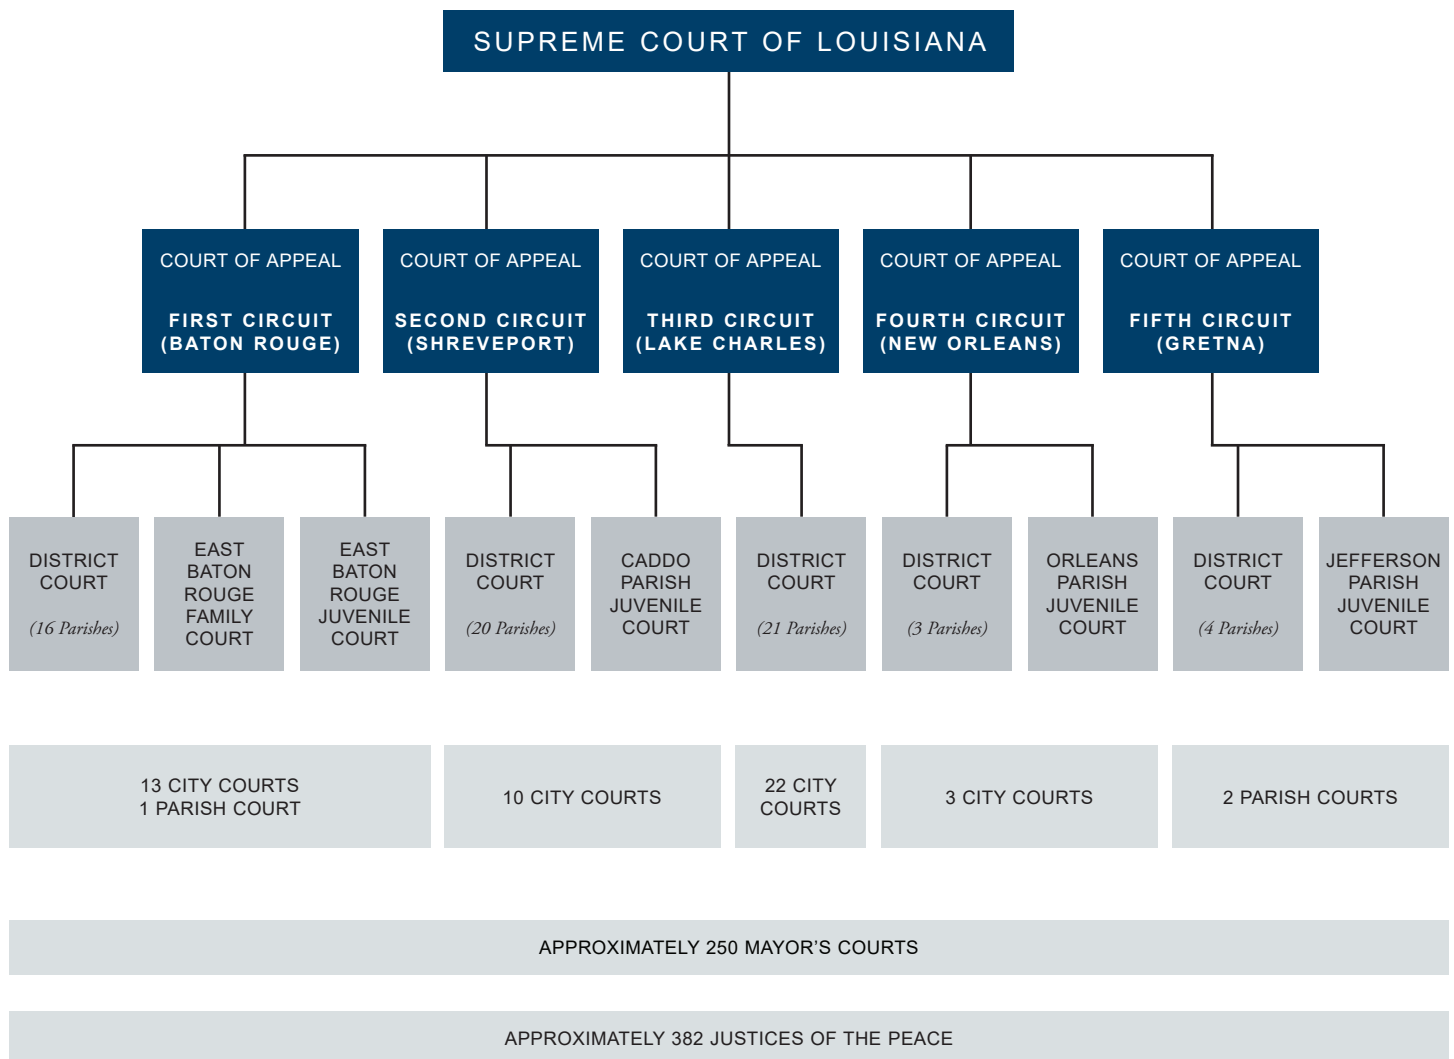 SUPREME COURT OF LOUISIANA
COURT OF APPEAL
FIRST CIRCUIT
(BATON ROUGE)
COURT OF APPEAL
SECOND CIRCUIT
(SHREVEPORT)
COURT OF APPEAL
THIRD CIRCUIT
(LAKE CHARLES)
COURT OF APPEAL
FOURTH CIRCUIT
(NEW ORLEANS)
COURT OF APPEAL
FIFTH CIRCUIT
(GRETNA)
DISTRICT
COURT
(16 Parishes)
EAST
BATON
ROUGE
FAMILY
COURT
EAST
BATON
ROUGE
JUVENILE
COURT
DISTRICT
COURT
(20 Parishes)
CADDO
PARISH
JUVENILE
COURT
DISTRICT
COURT
(21 Parishes)
DISTRICT
COURT
(3 Parishes)
ORLEANS
PARISH
JUVENILE
COURT
DISTRICT
COURT
(4 Parishes)
JEFFERSON
PARISH
JUVENILE
COURT
13 CITY COURTS
1 PARISH COURT
10 CITY COURTS
22 CITY
COURTS
3 CITY COURTS
2 PARISH COURTS
APPROXIMATELY 250 MAYOR’S COURTS
APPROXIMATELY 382 JUSTICES OF THE PEACE